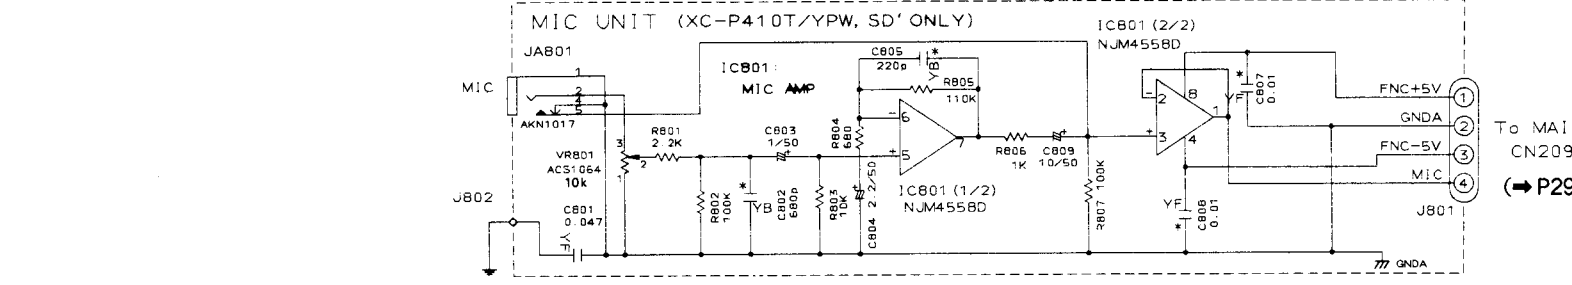 MIC UNIT (XC-P410T/YPW, SD' ONLY)
IC801 (2/2)
NJM4558D
JA801
MIC
1
2
4
5
AKN1017
IC801:
MIC AMP
C805
220p
YB
*
R805
110K
R801
2.2K
C803
1/50
R804
680
6
5
7
IC801 (1/2)
NJM4558D
VR801
ACS1064
10k
3
2
1
R802
100K
*
YB
C802
680p
R803
10K
C804 2.2/50
R806
1K
C809
10/50
R807 100K
2
3
8
1
4
*
YF
C807
0.01
YF
*
C808
0.01
FNC+5V
1
GNDA
2
FNC-5V
3
MIC
4
J801
To MAI
CN209
(➡P29
J802
C801
0.047
YF
GNDA